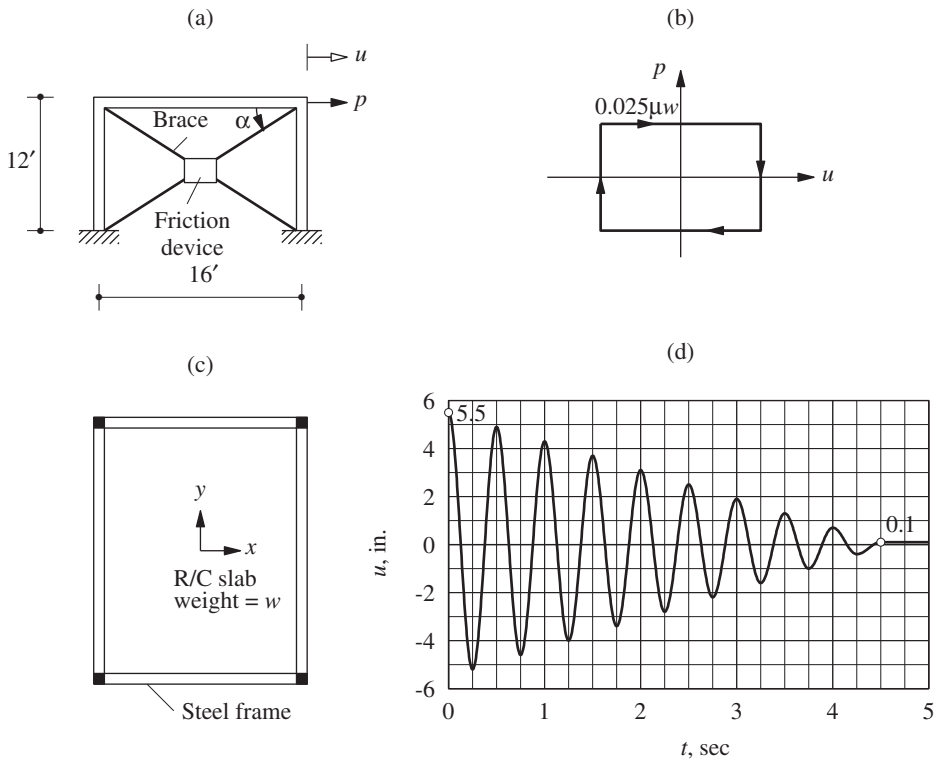 (a)
u
p
Brace
α
12′
Friction
device
16′
(b)
p
0.025μw
u
(c)
y
x
R/C slab
weight = w
Steel frame
(d)
6
4
2
0
-2
-4
-6
u, in.
5.5
0.1
0 1 2 3 4 5
t, sec